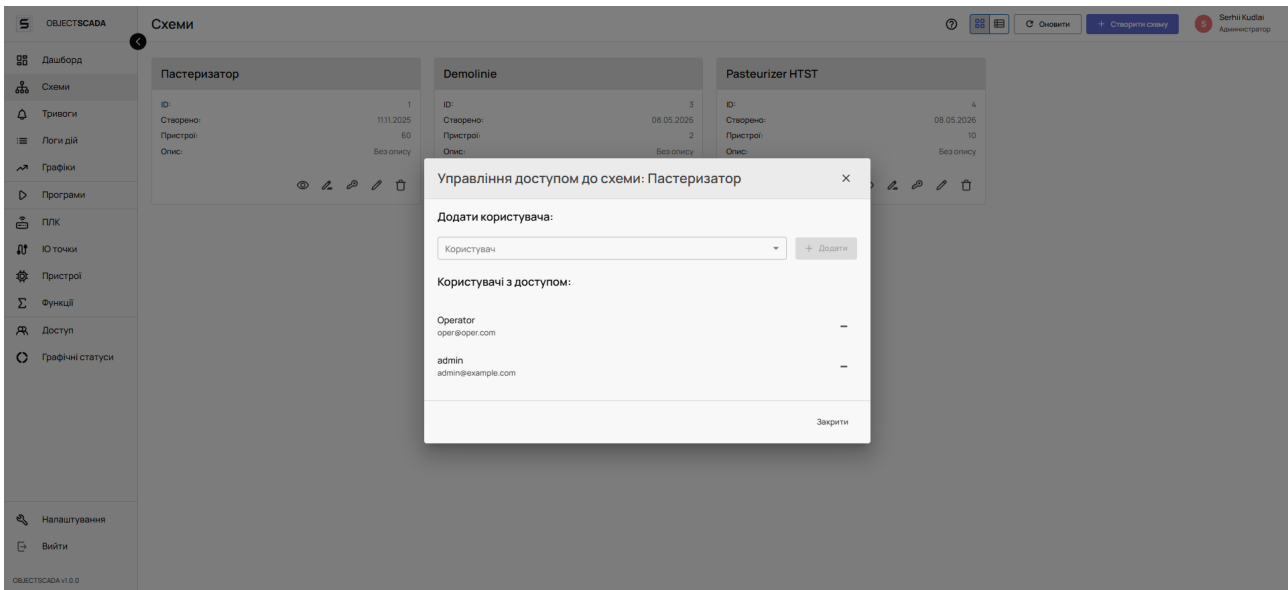 S OBJECTSCADA
Схеми
Оновити
+ Створити схему
S
Serhii Kudlai
Администратор
Дашборд
Схеми
Тривоги
Логи дій
Графіки
Програми
ПЛК
IO точки
Пристрої
Функції
Доступ
Графічні статуси
Налаштування
Вийти
OBJECTSCADA v1.0.0
Пастеризатор
ID: 1
Створено: 11.11.2025
Пристрої: 60
Опис: Без опису
Demolinie
ID: 3
Створено: 08.05.2026
Пристрої: 2
Опис: Без опису
Pasteurizer HTST
ID: 4
Створено: 08.05.2026
Пристрої: 10
Опис: Без опису
Управління доступом до схеми: Пастеризатор
Додати користувача:
Користувач
+ Додати
Користувачі з доступом:
Operator
oper@oper.com
admin
admin@example.com
Закрити